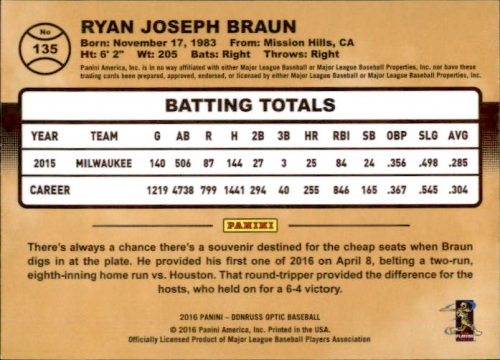 No
135
RYAN JOSEPH BRAUN
Born: November 17, 1983 From: Mission Hills, CA
Ht: 6' 2" Wt: 205 Bats: Right Throws: Right
Panini America, Inc. is in no way affiliated with either Major League Baseball or Major League Baseball Properties, Inc. nor have these
trading cards been prepared, approved, endorsed, or licensed by either Major League Baseball or Major League Baseball Properties, Inc.
BATTING TOTALS
YEAR TEAM G AB R H 2B 3B HR RBI SB OBP SLG AVG
2015 MILWAUKEE 140 506 87 144 27 3 25 84 24 .356 .498 .285
CAREER 1219 4738 799 1441 294 40 255 846 165 .367 .545 .304
PANINI
There's always a chance there's a souvenir destined for the cheap seats when Braun
digs in at the plate. He provided his first one of 2016 on April 8, belting a two-run,
eighth-inning home run vs. Houston. That round-tripper provided the difference for the
hosts, who held on for a 6-4 victory.
2016 PANINI - DONRUSS OPTIC BASEBALL
© 2016 Panini America, Inc. Printed in the USA.
Officially Licensed Product of Major League Baseball Players Association